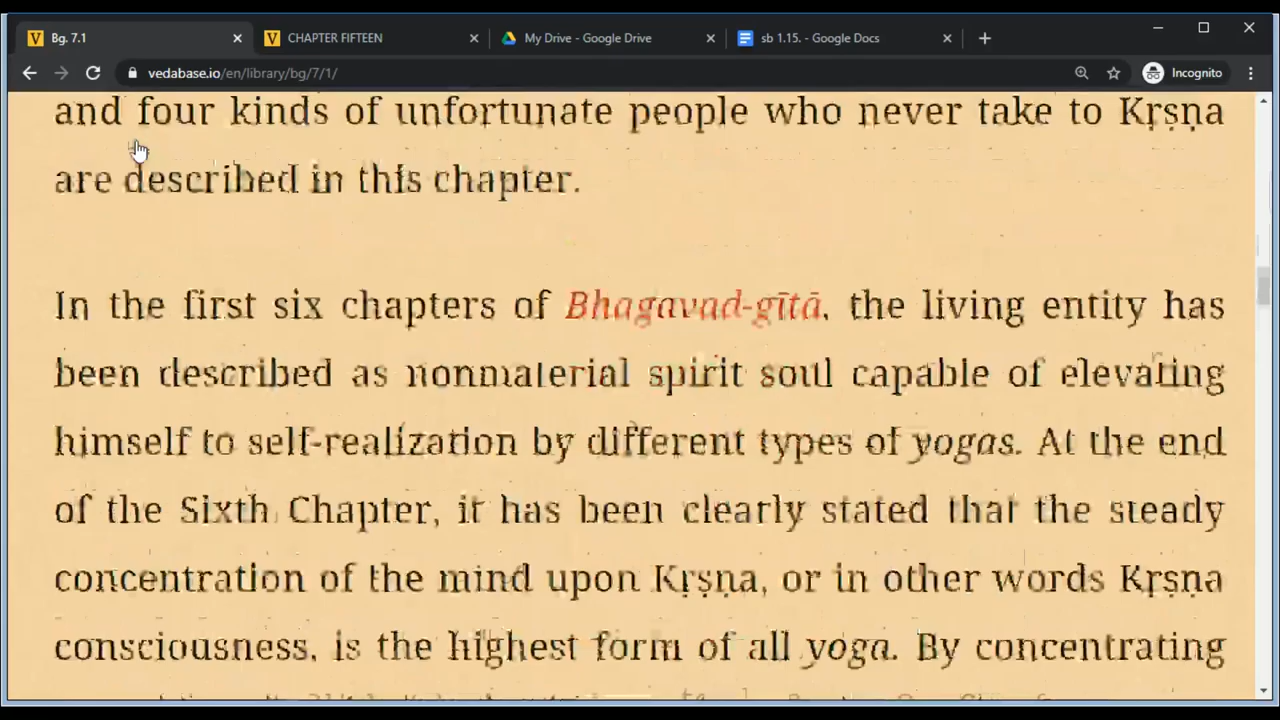 Bg. 7.1
CHAPTER FIFTEEN
My Drive - Google Drive
sb 1.15. - Google Docs
vedabase.io/en/library/bg/7/1/
Incognito
and four kinds of unfortunate people who never take to Kṛṣṇa
are described in this chapter.
In the first six chapters of Bhagavad-gītā, the living entity has
been described as nonmaterial spirit soul capable of elevating
himself to self-realization by different types of yogas. At the end
of the Sixth Chapter, it has been clearly stated that the steady
concentration of the mind upon Kṛṣṇa, or in other words Kṛṣṇa
consciousness, is the highest form of all yoga. By concentrating